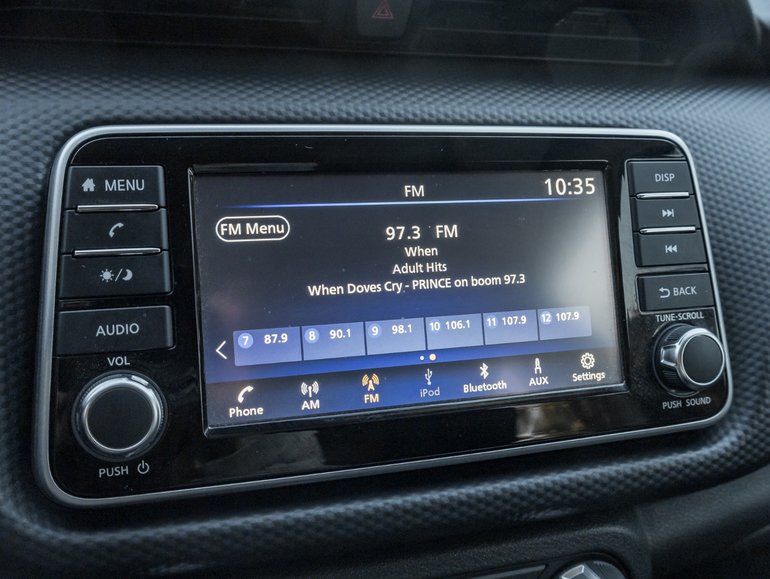 FM
10:35
FM Menu
97.3 FM
When
Adult Hits
When Doves Cry - PRINCE on boom 97.3
7 87.9
8 90.1
9 98.1
10 106.1
11 107.9
12 107.9
Phone
AM
FM
iPod
Bluetooth
AUX
Settings
MENU
AUDIO
VOL
PUSH
DISP
BACK
TUNE·SCROLL
PUSH SOUND